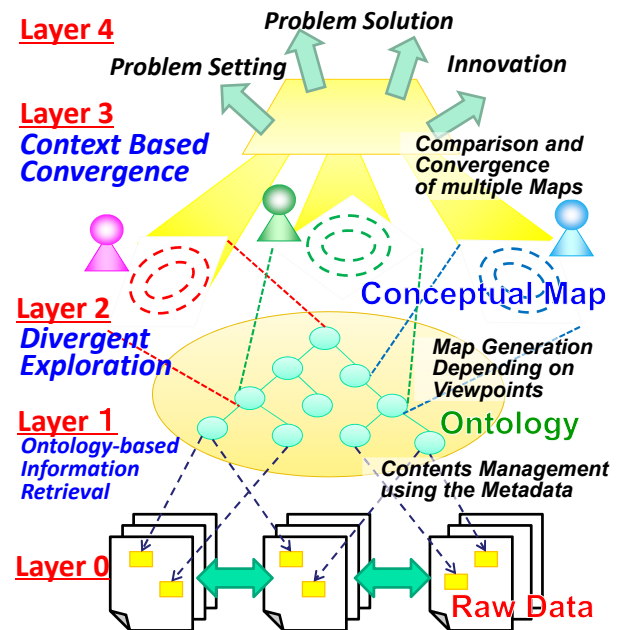 Layer 4
Problem Solution
Problem Setting
Innovation
Layer 3
Context Based
Convergence
Comparison and
Convergence
of multiple Maps
Layer 2
Conceptual Map
Divergent
Exploration
Map Generation
Depending on
Viewpoints
Layer 1
Ontology
Ontology-based
Information
Retrieval
Contents Management
using the Metadata
Layer 0
Raw Data